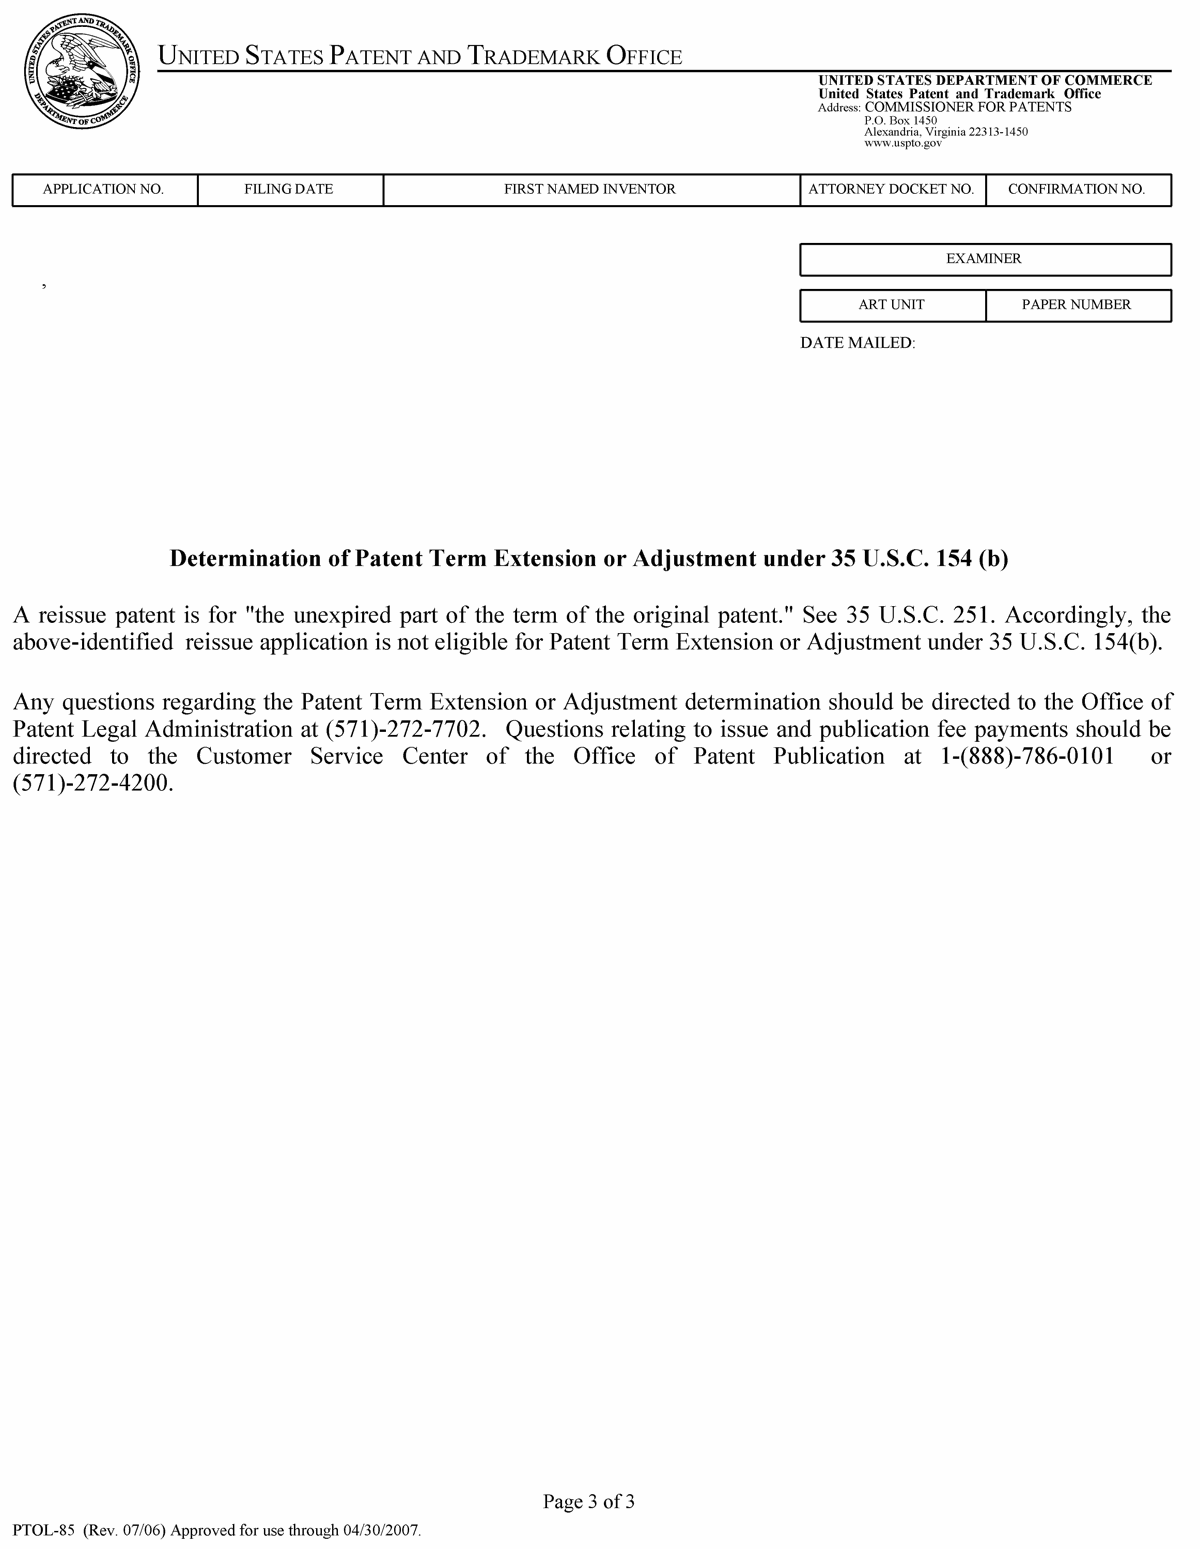 UNITED STATES PATENT AND TRADEMARK OFFICE
UNITED STATES PATENT AND TRADEMARK OFFICE
DEPARTMENT OF COMMERCE
UNITED STATES DEPARTMENT OF COMMERCE
United States Patent and Trademark Office
Address: COMMISSIONER FOR PATENTS
P.O. Box 1450
Alexandria, Virginia 22313-1450
www.uspto.gov
APPLICATION NO. FILING DATE FIRST NAMED INVENTOR ATTORNEY DOCKET NO. CONFIRMATION NO.
EXAMINER
,
ART UNIT PAPER NUMBER
DATE MAILED:
Determination of Patent Term Extension or Adjustment under 35 U.S.C. 154 (b)
A reissue patent is for "the unexpired part of the term of the original patent." See 35 U.S.C. 251. Accordingly, the
above-identified reissue application is not eligible for Patent Term Extension or Adjustment under 35 U.S.C. 154(b).
Any questions regarding the Patent Term Extension or Adjustment determination should be directed to the Office of
Patent Legal Administration at (571)-272-7702. Questions relating to issue and publication fee payments should be
directed to the Customer Service Center of the Office of Patent Publication at 1-(888)-786-0101 or
(571)-272-4200.
Page 3 of 3
PTOL-85 (Rev. 07/06) Approved for use through 04/30/2007.